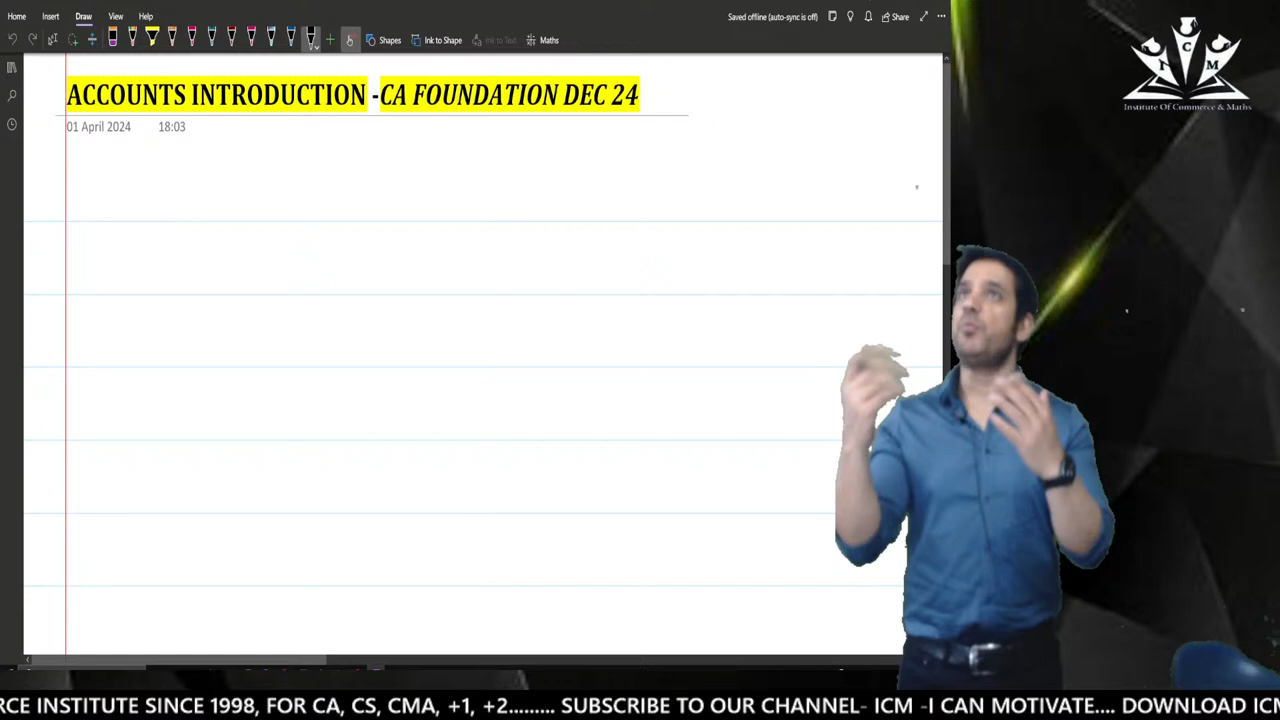 Home Insert Draw View Help
Saved offline (auto-sync is off) Share
Shapes Ink to Shape Ink to Text Maths
ACCOUNTS INTRODUCTION -CA FOUNDATION DEC 24
01 April 2024 18:03
I C M
Institute Of Commerce & Maths
RCE INSTITUTE SINCE 1998, FOR CA, CS, CMA, +1, +2......... SUBSCRIBE TO OUR CHANNEL- ICM -I CAN MOTIVATE.... DOWNLOAD ICM